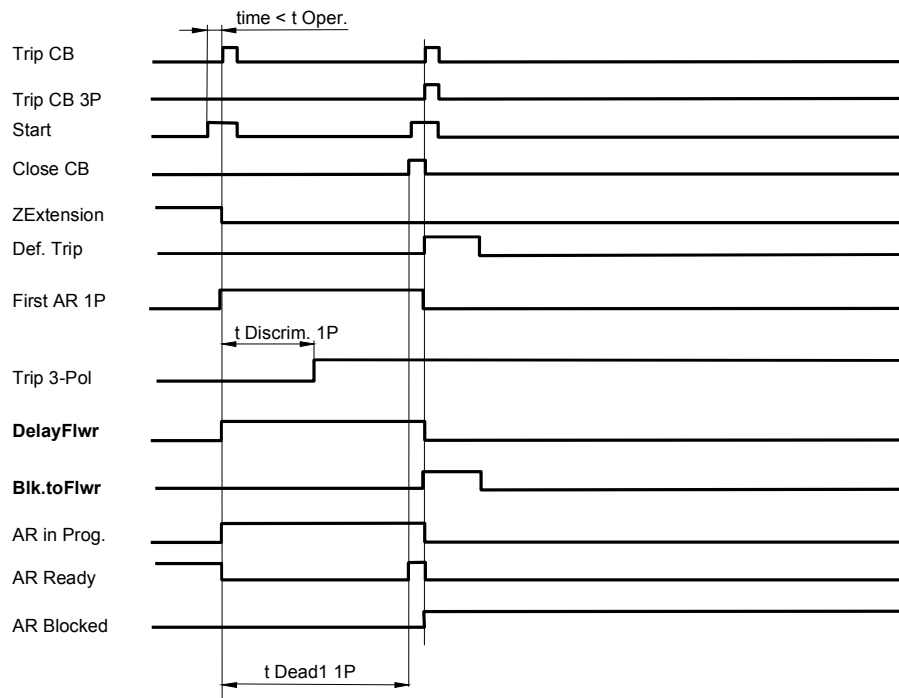 time < t Oper.
Trip CB
Trip CB 3P
Start
Close CB
ZExtension
Def. Trip
First AR 1P
t Discrim. 1P
Trip 3-Pol
DelayFlwr
Blk.toFlwr
AR in Prog.
AR Ready
AR Blocked
t Dead1 1P